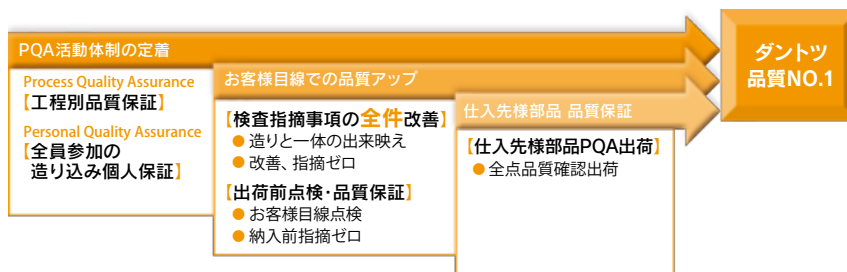 PQA活動体制の定着
Process Quality Assurance
【工程別品質保証】
Personal Quality Assurance
【全員参加の
造り込み個人保証】
お客様目線での品質アップ
【検査指摘事項の全件改善】
●造りと一体の出来映え
●改善、指摘ゼロ
【出荷前点検・品質保証】
●お客様目線点検
●納入前指摘ゼロ
仕入先様部品 品質保証
【仕入先様部品PQA出荷】
●全点品質確認出荷
ダントツ
品質NO.1